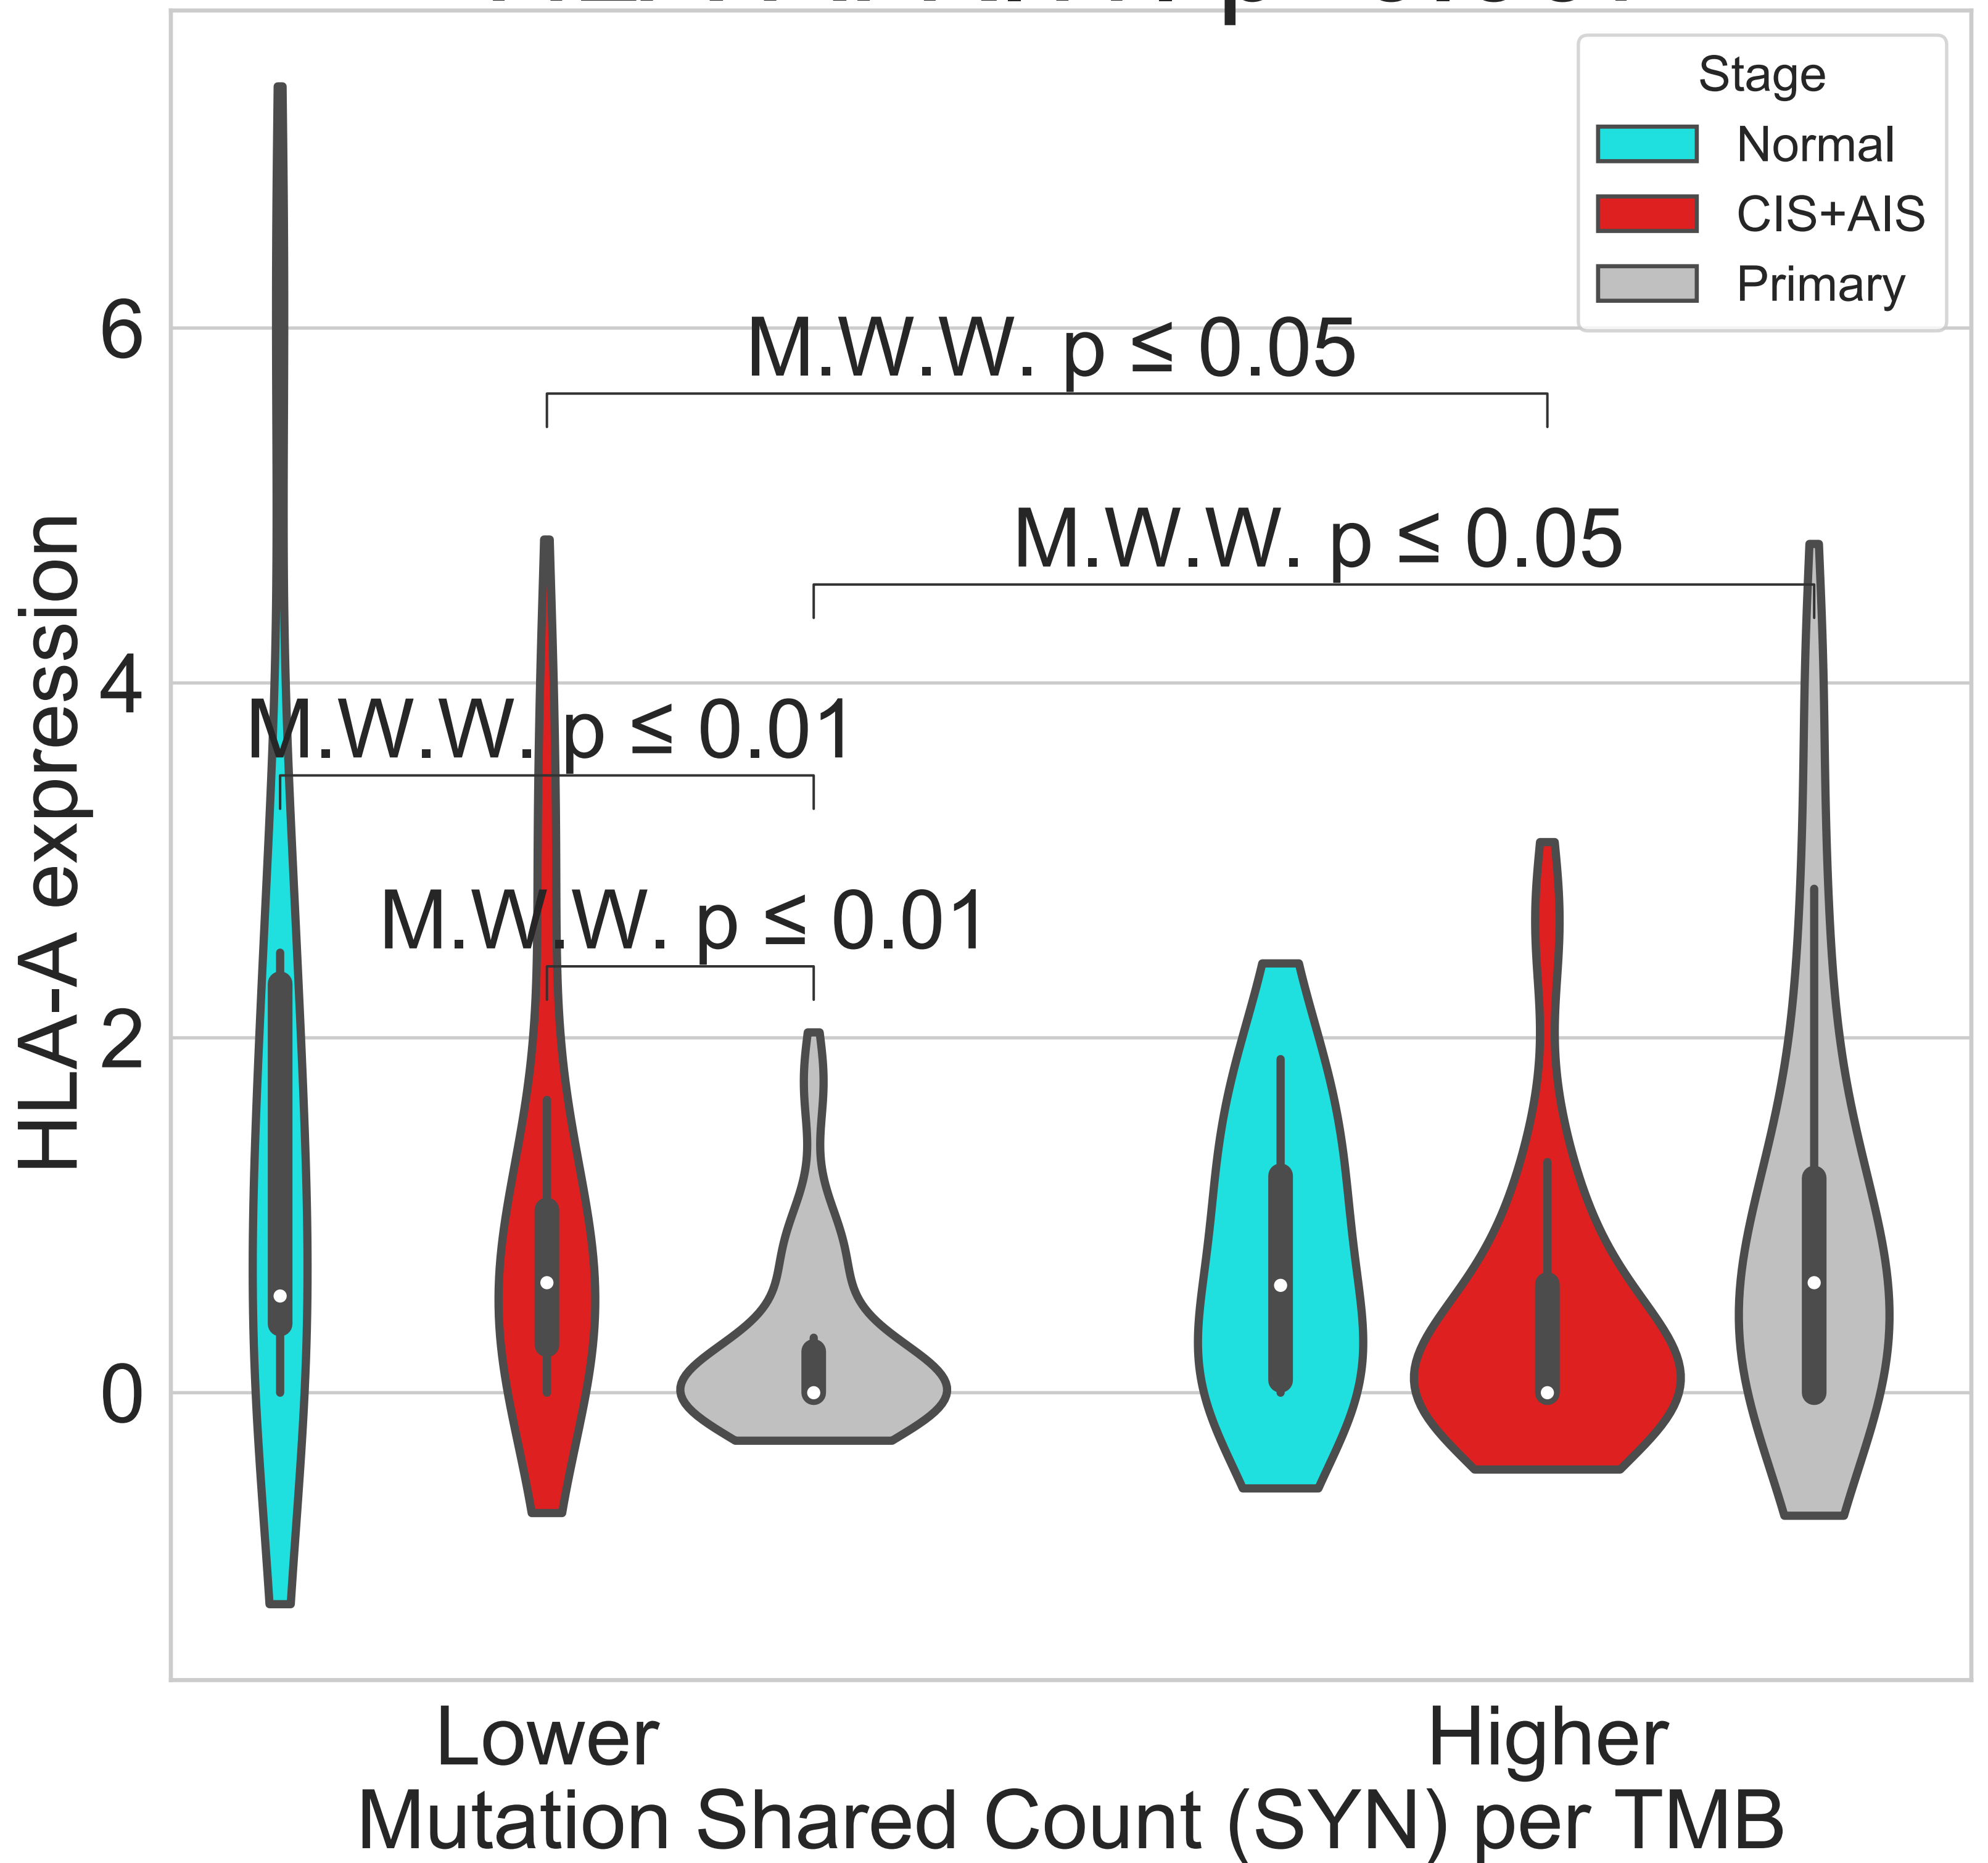 Stage
Normal
CIS+AIS
Primary
HLA-A expression
6
4
2
0
M.W.W. p ≤ 0.05
M.W.W. p ≤ 0.05
M.W.W. p ≤ 0.01
M.W.W. p ≤ 0.01
Lower
Higher
Mutation Shared Count (SYN) per TMB